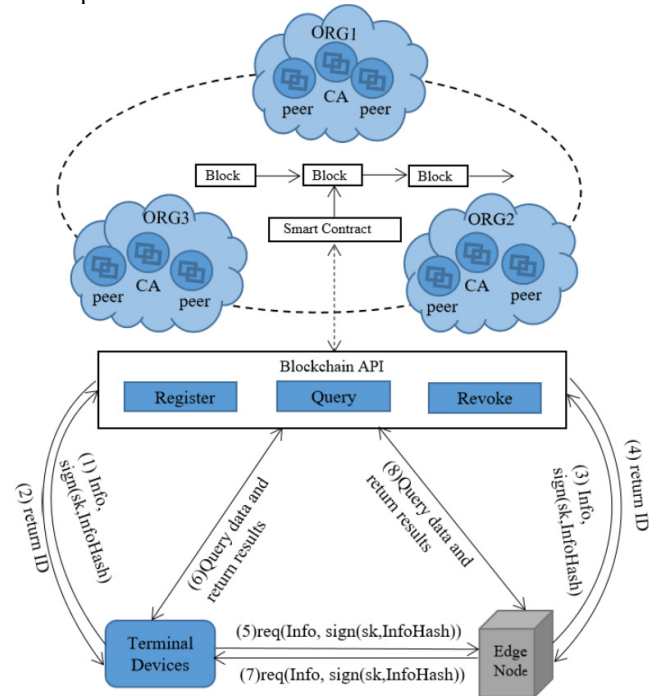 ORG1
peer
CA
peer
Block
Block
Block
Smart Contract
ORG3
peer
CA
peer
ORG2
peer
CA
peer
Blockchain API
Register
Query
Revoke
(1) Info,
sign(sk,InfoHash)
(2) return ID
(6)Query data and
return results
(8)Query data and
return results
(3) Info,
sign(sk,InfoHash)
(4) return ID
Terminal
Devices
(5)req(Info, sign(sk,InfoHash))
(7)req(Info, sign(sk,InfoHash))
Edge
Node